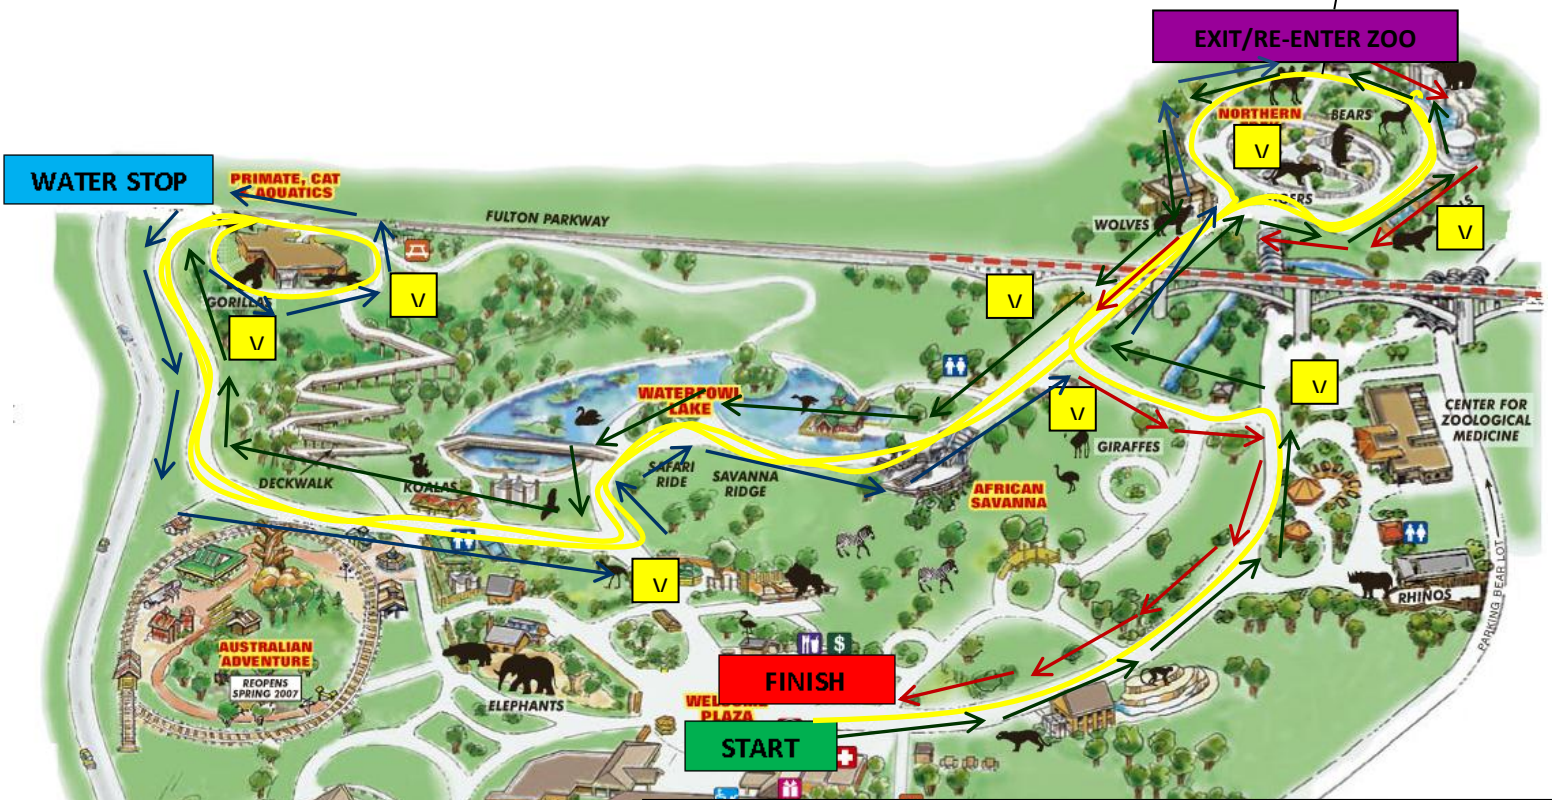 EXIT/RE-ENTER ZOO
NORTHERN
BEARS
V
WATER STOP
PRIMATE, CAT
& AQUATICS
FULTON PARKWAY
WOLVES
V
GORILLAS
V
V
V
V
WATERFOWL
LAKE
V
GIRAFFES
CENTER FOR
ZOOLOGICAL
MEDICINE
DECKWALK
KOALAS
SAFARI
RIDE
SAVANNA
RIDGE
AFRICAN
SAVANNA
V
RHINOS
PARKING BEAR LOT
AUSTRALIAN
ADVENTURE
REOPENS
SPRING 2007
ELEPHANTS
$
FINISH
WELCOME
PLAZA
START